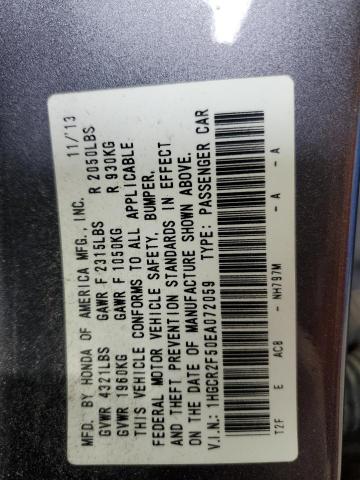 MFD. BY HONDA OF AMERICA MFG., INC. 11/'13
GVWR 4321LBS GAWR F 2315LBS R 2050LBS
GVWR 1960KG GAWR F 1050KG R 930KG
THIS VEHICLE CONFORMS TO ALL APPLICABLE
FEDERAL MOTOR VEHICLE SAFETY, BUMPER,
AND THEFT PREVENTION STANDARDS IN EFFECT
ON THE DATE OF MANUFACTURE SHOWN ABOVE.
V.I.N.: 1HGCR2F50EA072059 TYPE: PASSENGER CAR
T2F E AC8 - NH797M - A - A